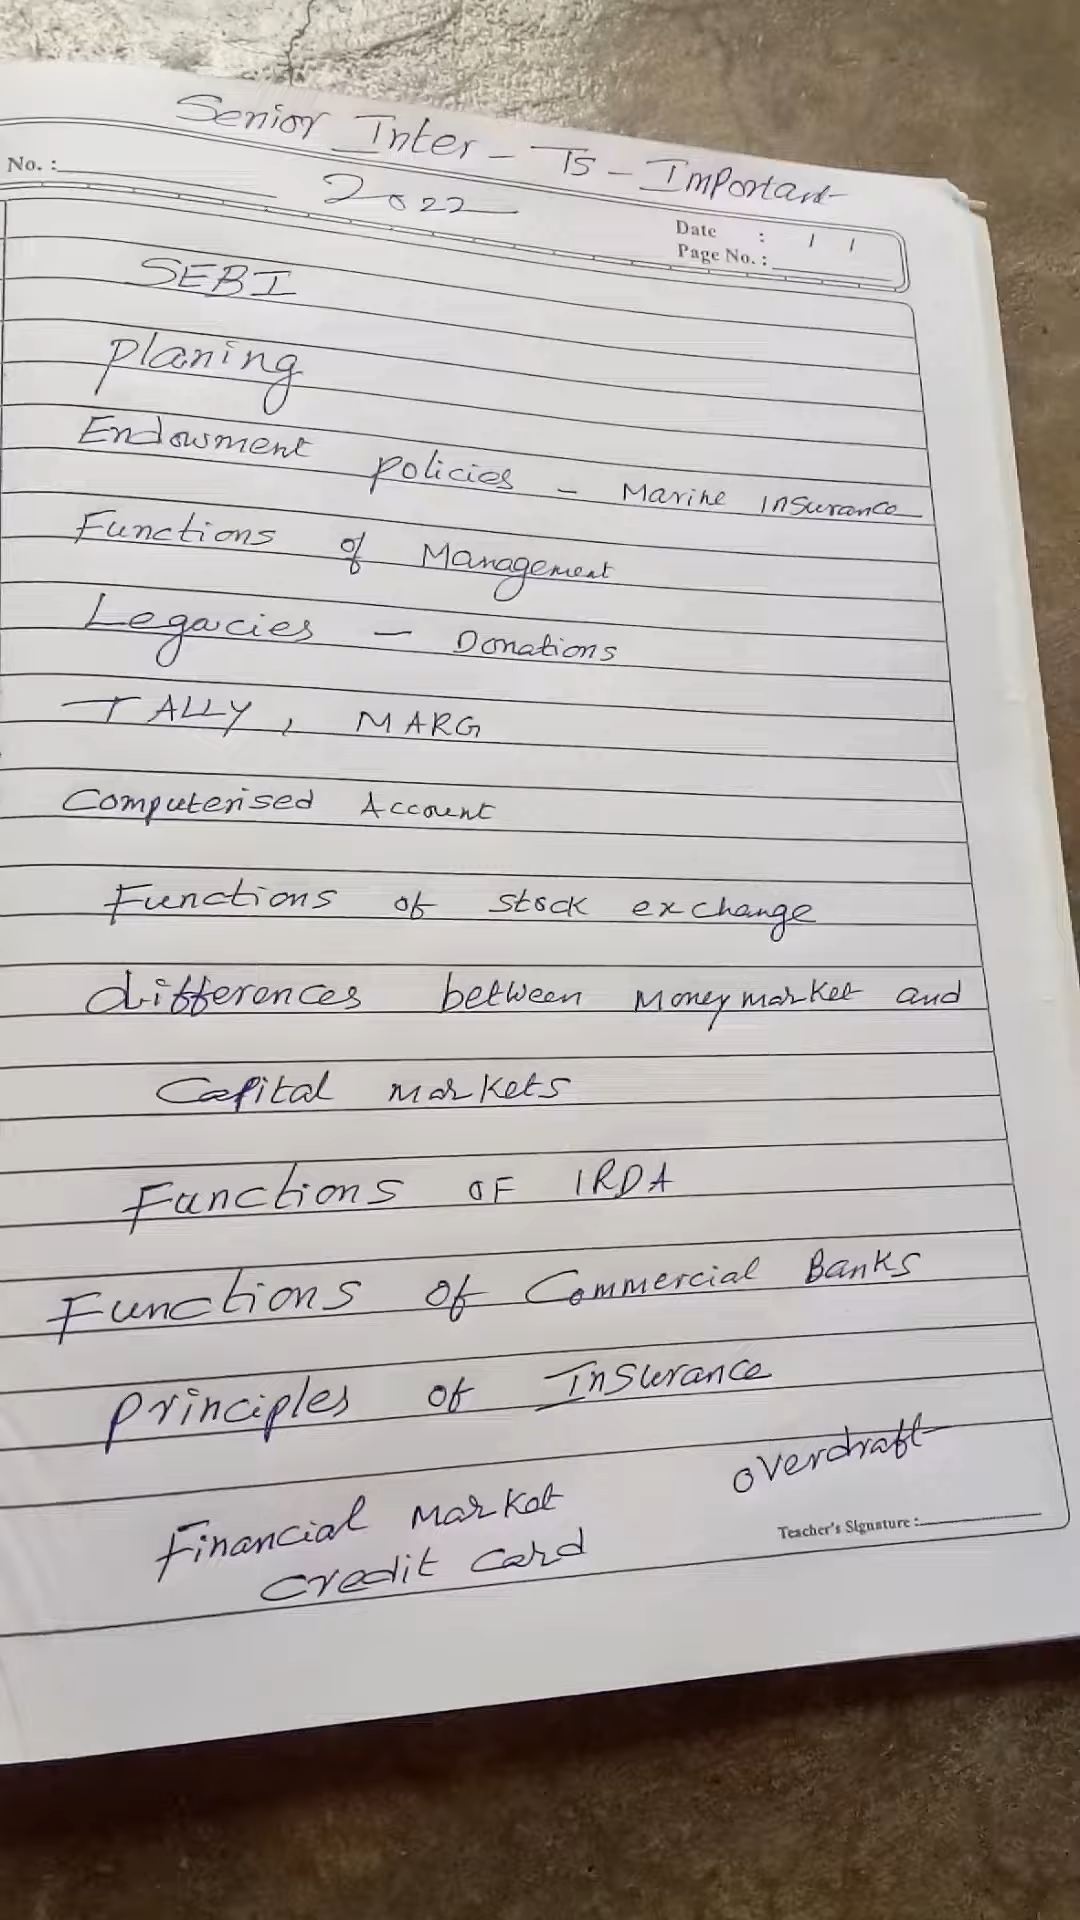 Senior Inter - TS - Important
2022
No. :
Date : / /
Page No. :
SEBI
planing
Endowment policies - Marine insurance
Functions of Management
Legacies - Donations
TALLY, MARG
Computerised Account
Functions of stock exchange
differences between Money market and
Capital markets
Functions OF IRDA
Functions of Commercial Banks
principles of Insurance
overdraft
Financial Market
credit card
Teacher's Signature :